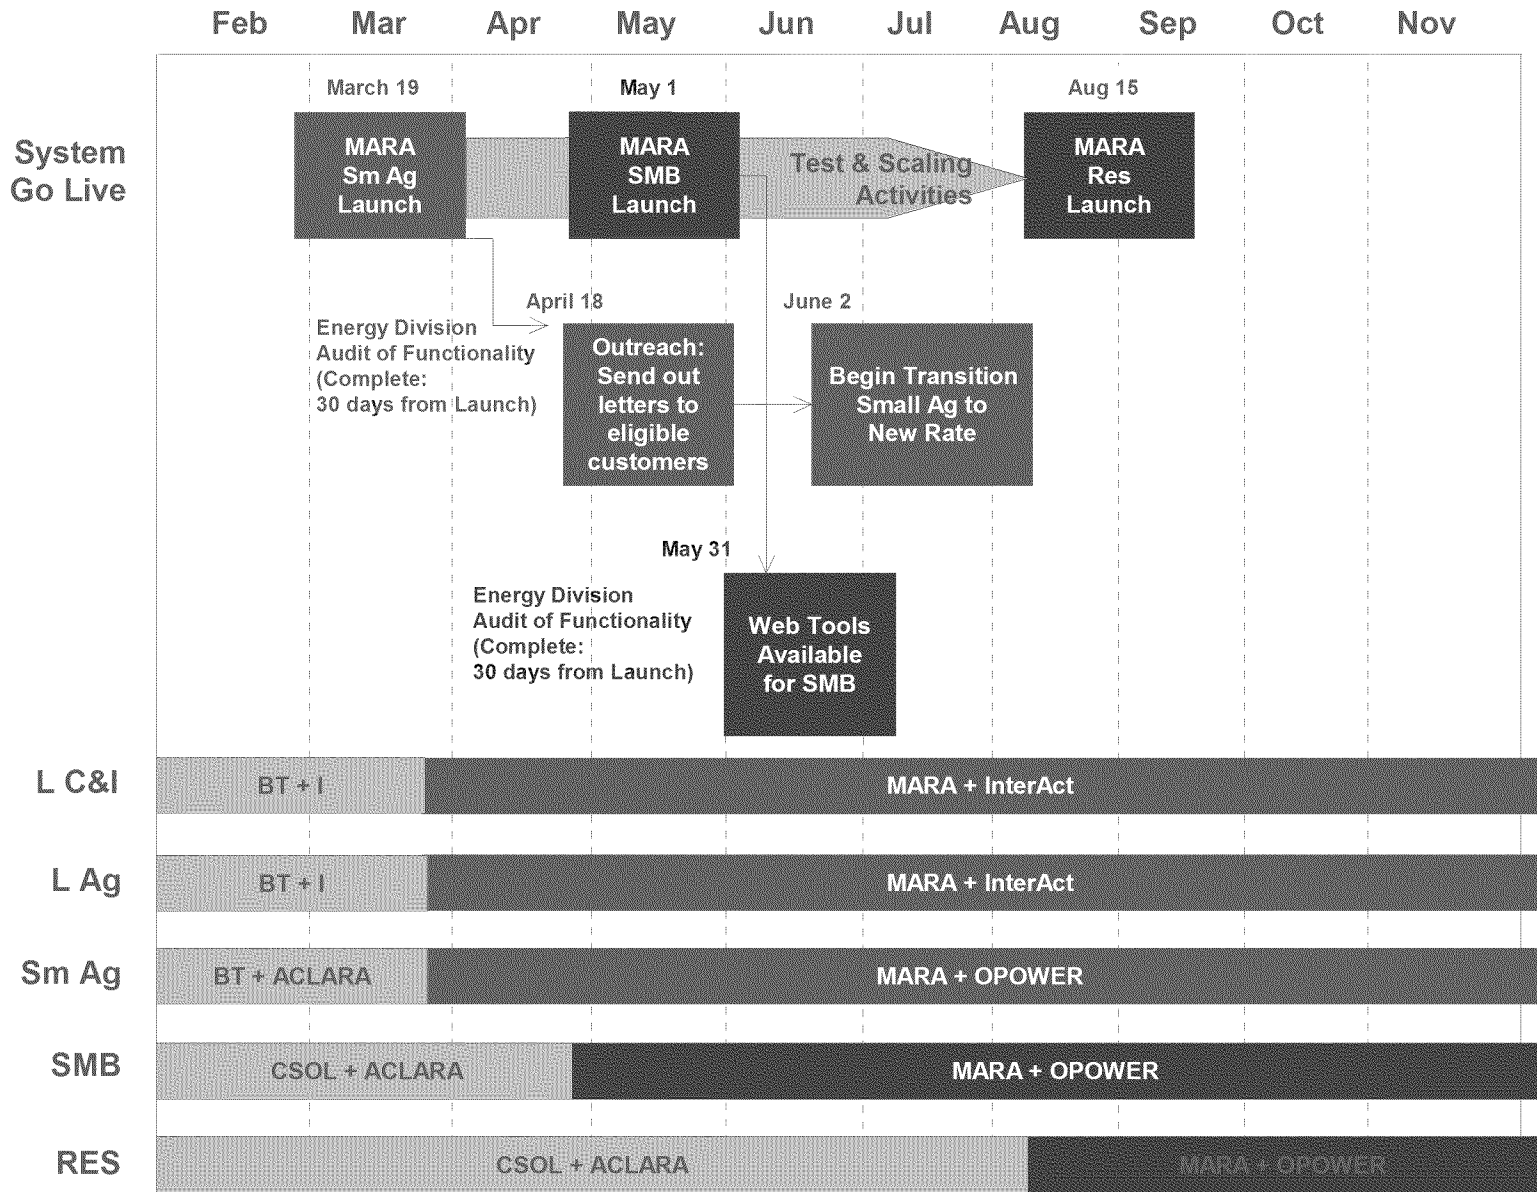 Feb Mar Apr May Jun Jul Aug Sep Oct Nov
March 19 May 1 Aug 15
System
Go Live
MARA
Sm Ag
Launch
MARA
SMB
Launch
Test & Scaling
Activities
MARA
Res
Launch
April 18
June 2
Energy Division
Audit of Functionality
(Complete:
30 days from Launch)
Outreach:
Send out
letters to
eligible
customers
Begin Transition
Small Ag to
New Rate
May 31
Energy Division
Audit of Functionality
(Complete:
30 days from Launch)
Web Tools
Available
for SMB
L C&I BT + I MARA + InterAct
L Ag BT + I MARA + InterAct
Sm Ag BT + ACLARA MARA + OPOWER
SMB CSOL + ACLARA MARA + OPOWER
RES CSOL + ACLARA MARA + OPOWER